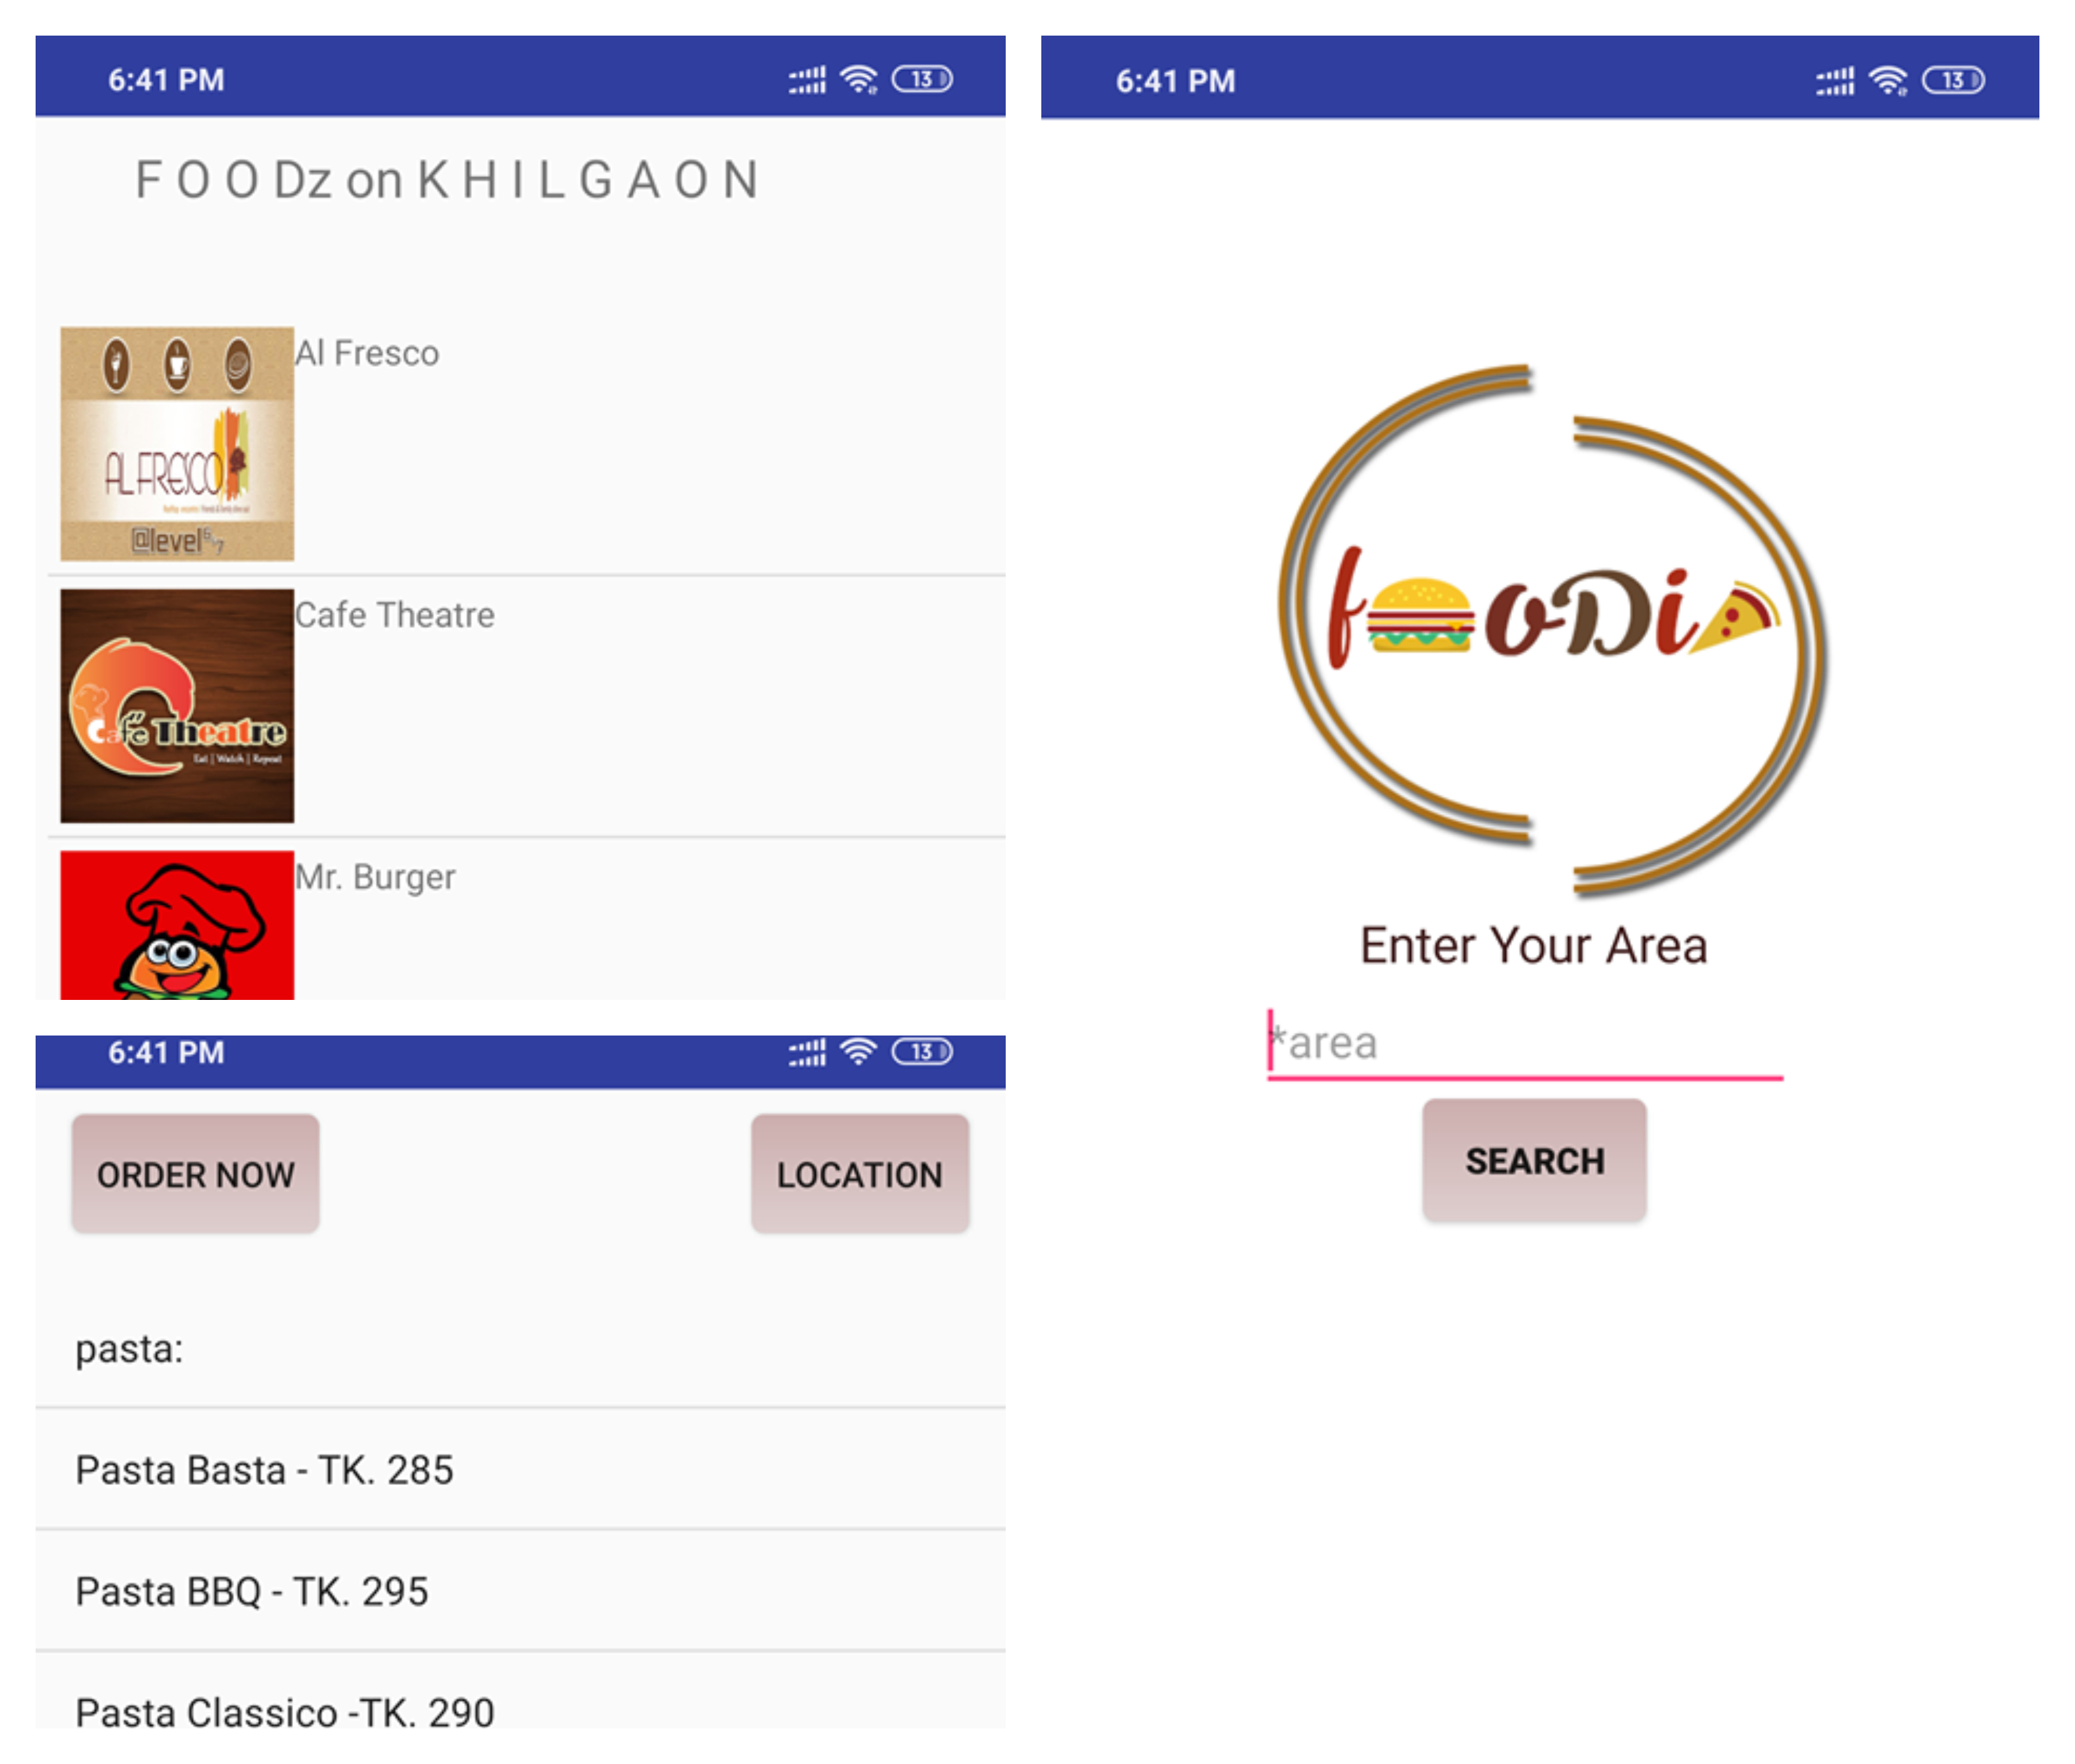 6:41 PM
13
F O O Dz on K H I L G A O N
Al Fresco
AL FRESCO
@level 6,7
Cafe Theatre
Cafe Theatre
Eat | Watch | Repeat
Mr. Burger
6:41 PM
13
ORDER NOW
LOCATION
pasta:
Pasta Basta - TK. 285
Pasta BBQ - TK. 295
Pasta Classico -TK. 290
6:41 PM
13
fooDi
Enter Your Area
*area
SEARCH